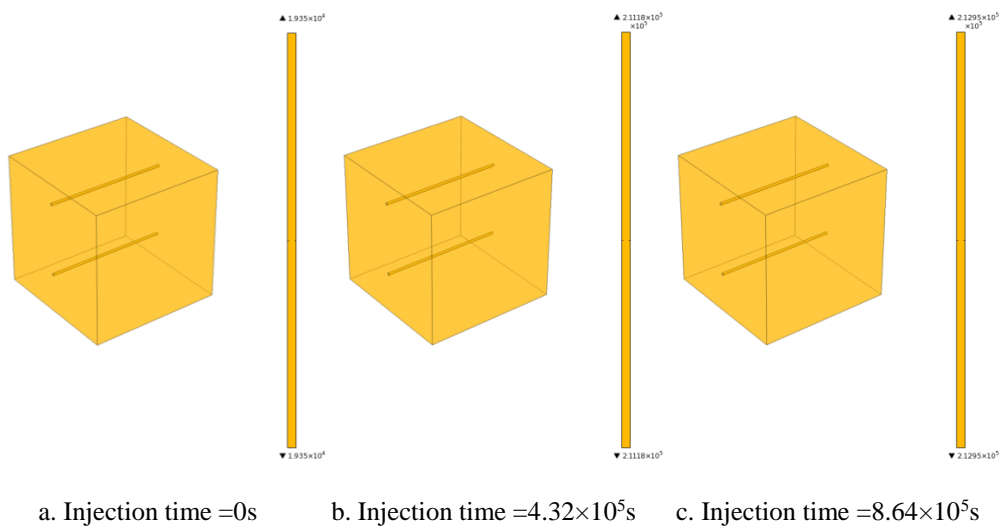 ▲ 1.935×10⁴
▲ 2.1118×10⁵
×10⁵
▲ 2.1295×10⁵
×10⁵
▼ 1.935×10⁴
▼ 2.1118×10⁵
▼ 2.1295×10⁵
a. Injection time =0s
b. Injection time =4.32×10⁵s
c. Injection time =8.64×10⁵s